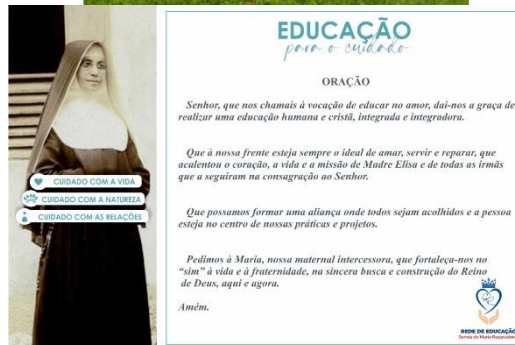 EDUCAÇÃO
para o cuidado
ORAÇÃO
Senhor, que nos chamais à vocação de educar no amor, dai-nos a graça de
realizar uma educação humana e cristã, integrada e integradora.
Que à nossa frente esteja sempre o ideal de amar, servir e reparar, que
acalentou o coração, a vida e a missão de Madre Elisa e de todas as irmãs
que a seguiram na consagração ao Senhor.
Que possamos formar uma aliança onde todos sejam acolhidos e a pessoa
esteja no centro de nossas práticas e projetos.
Pedimos à Maria, nossa maternal intercessora, que fortaleça-nos no
“sim” à vida e à fraternidade, na sincera busca e construção do Reino
de Deus, aqui e agora.
Amém.
CUIDADO COM A VIDA
CUIDADO COM A NATUREZA
CUIDADO COM AS RELAÇÕES
REDE DE EDUCAÇÃO
Servas de Maria Reparadoras